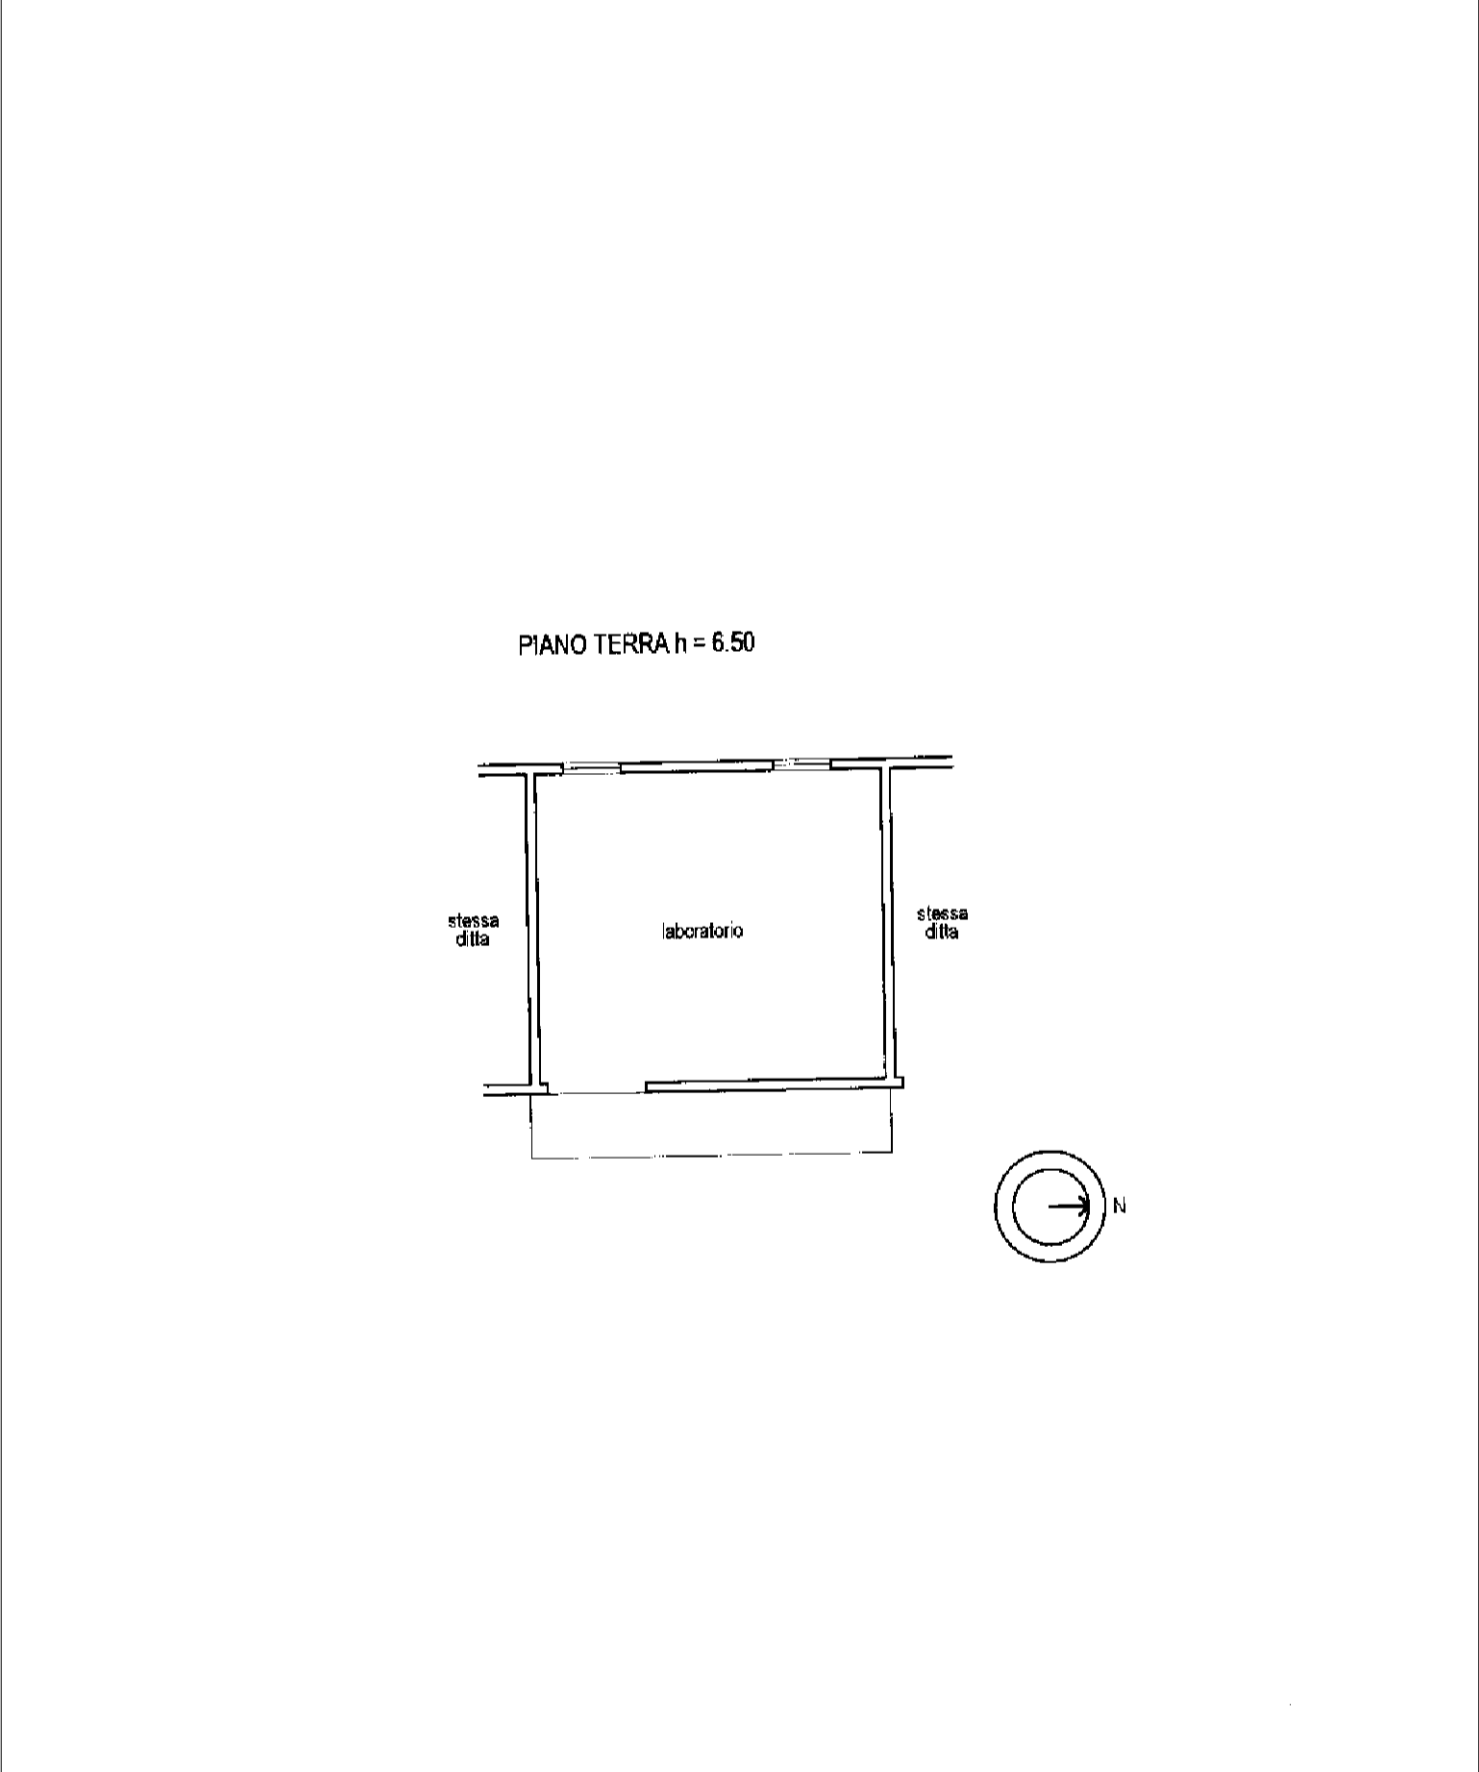 PIANO TERRA h = 6.50
stessa
ditta
laboratorio
stessa
ditta
N